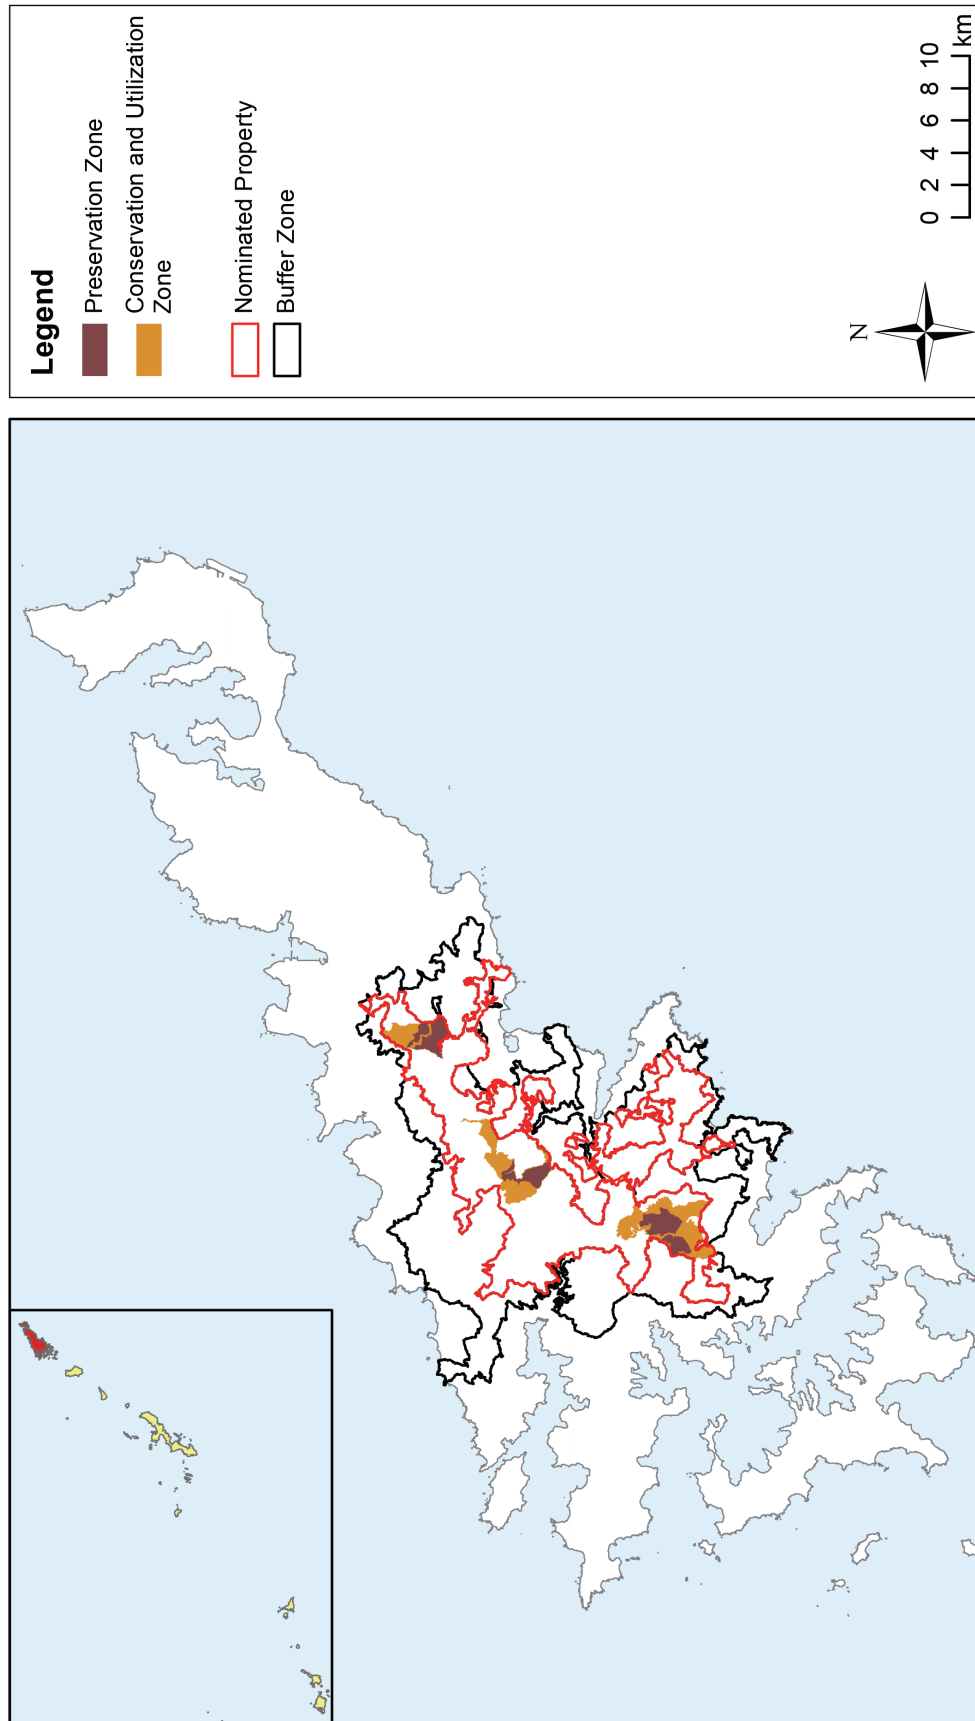 Legend
Preservation Zone
Conservation and Utilization
Zone
Nominated Property
Buffer Zone
N
0 2 4 6 8 10
km